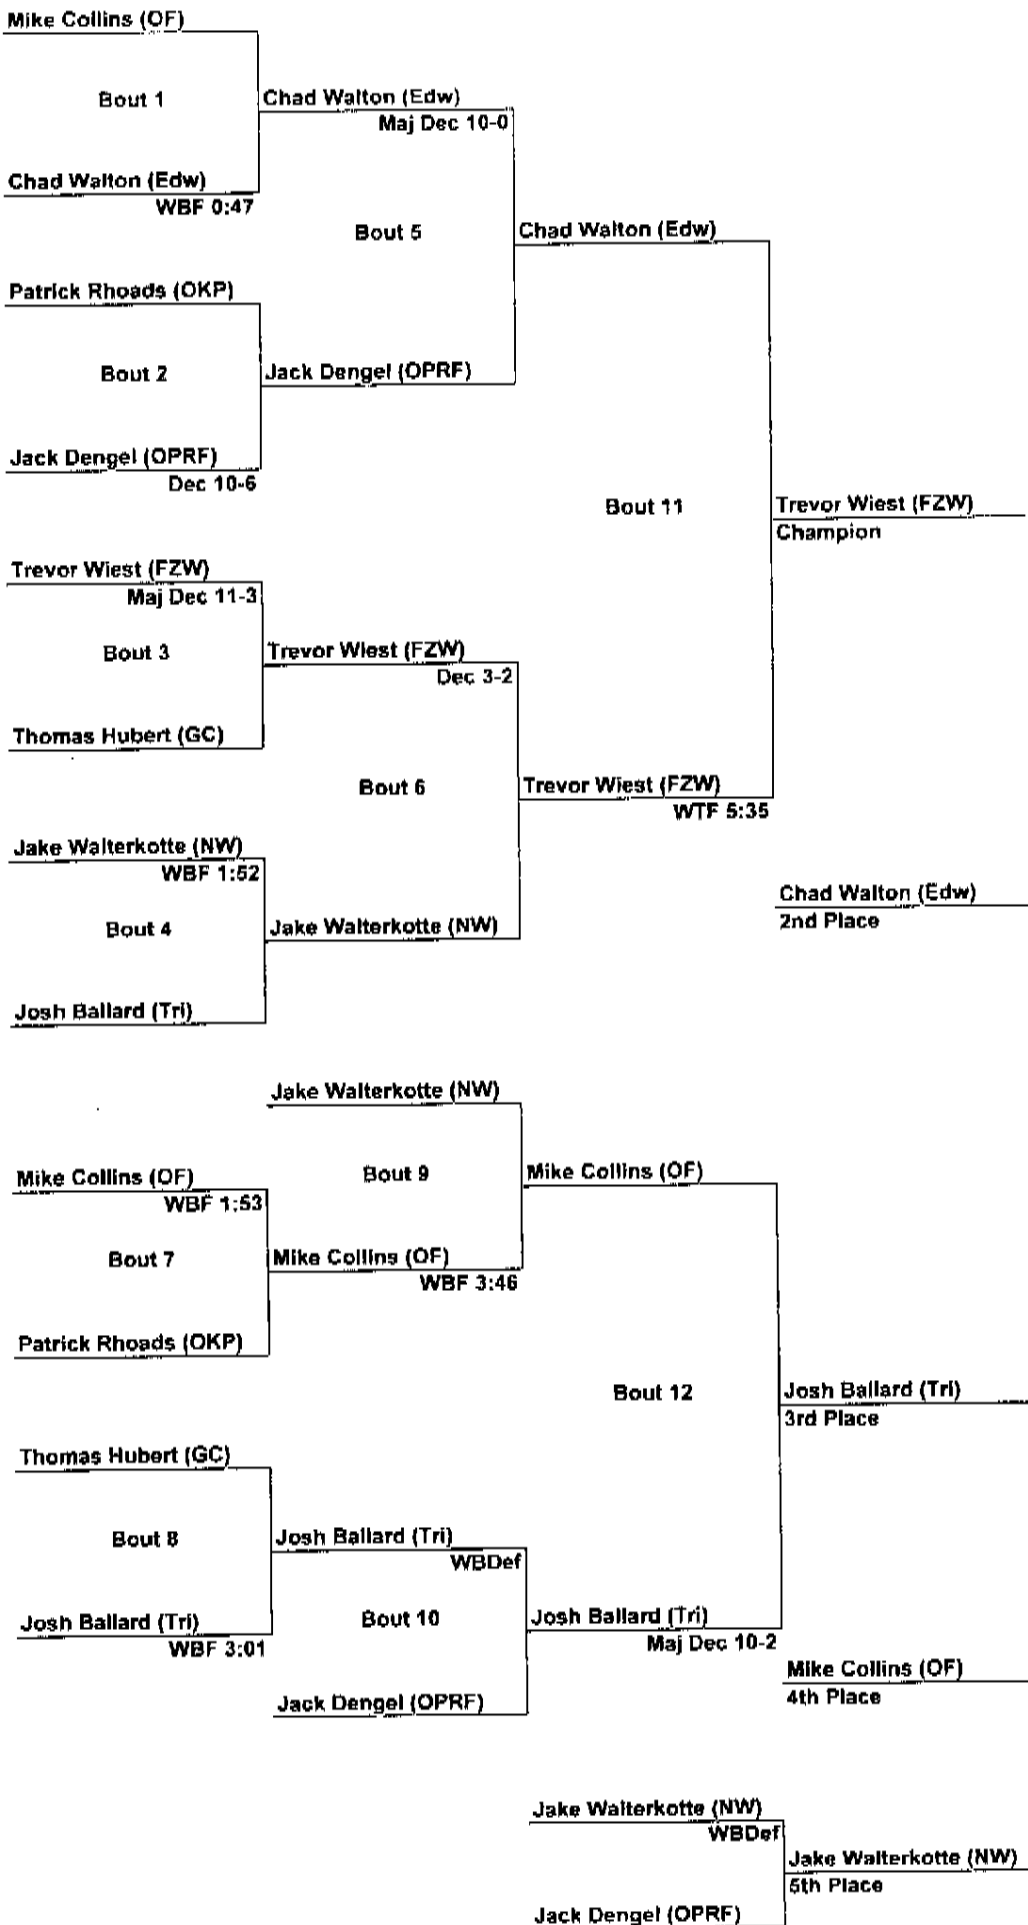 Mike Collins (OF)
Bout 1
Chad Walton (Edw)
Maj Dec 10-0
Chad Walton (Edw)
WBF 0:47
Bout 5
Chad Walton (Edw)
Patrick Rhoads (OKP)
Bout 2
Jack Dengel (OPRF)
Jack Dengel (OPRF)
Dec 10-6
Bout 11
Trevor Wiest (FZW)
Champion
Trevor Wiest (FZW)
Maj Dec 11-3
Bout 3
Trevor Wiest (FZW)
Dec 3-2
Thomas Hubert (GC)
Bout 6
Trevor Wiest (FZW)
WTF 5:35
Jake Walterkotte (NW)
WBF 1:52
Chad Walton (Edw)
2nd Place
Bout 4
Jake Walterkotte (NW)
Josh Ballard (Tri)
Jake Walterkotte (NW)
Bout 9
Mike Collins (OF)
Mike Collins (OF)
WBF 1:53
Bout 7
Mike Collins (OF)
WBF 3:46
Patrick Rhoads (OKP)
Bout 12
Josh Ballard (Tri)
3rd Place
Thomas Hubert (GC)
Bout 8
Josh Ballard (Tri)
WBDef
Josh Ballard (Tri)
WBF 3:01
Bout 10
Josh Ballard (Tri)
Maj Dec 10-2
Mike Collins (OF)
4th Place
Jack Dengel (OPRF)
Jake Walterkotte (NW)
WBDef
Jake Walterkotte (NW)
5th Place
Jack Dengel (OPRF)